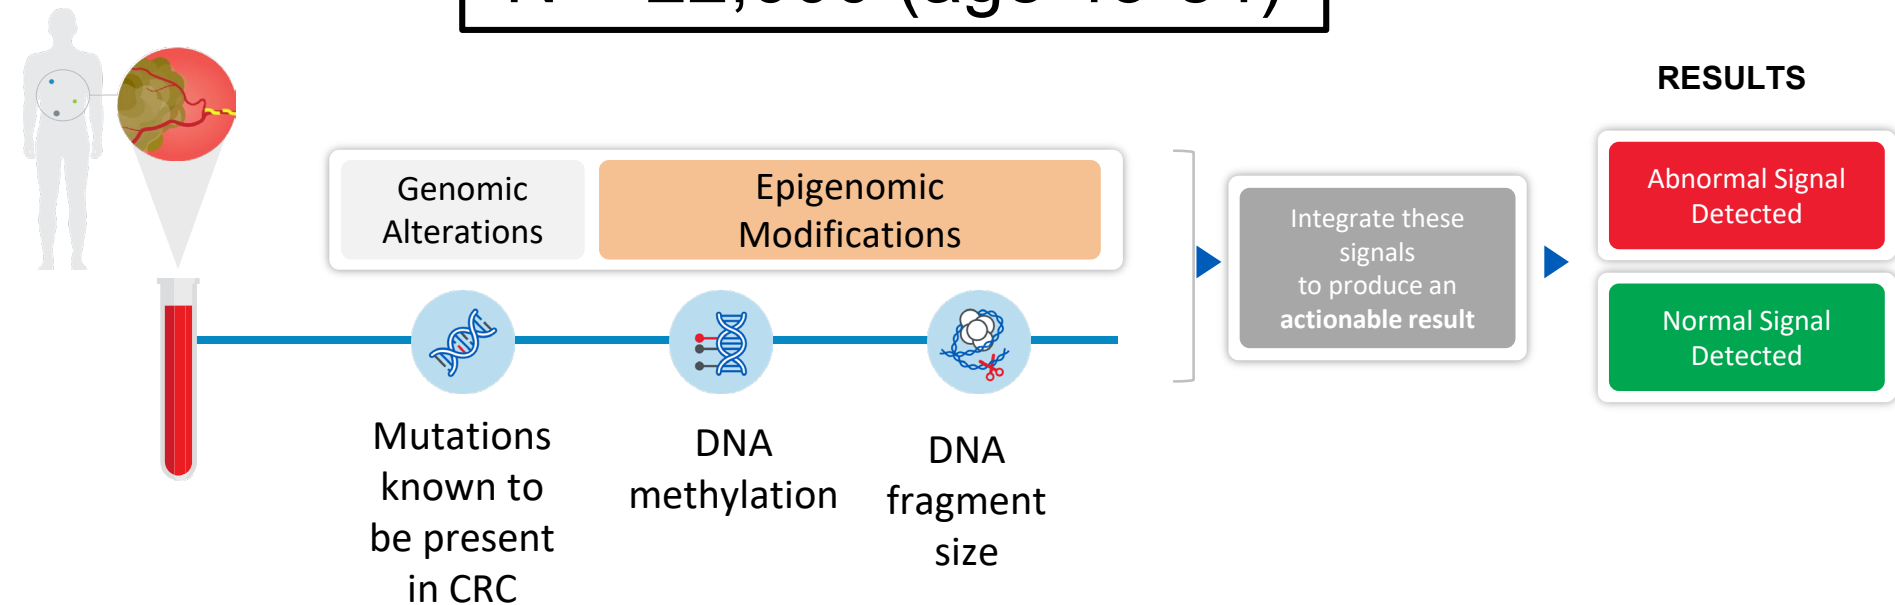 RESULTS
Genomic
Alterations
Epigenomic
Modifications
Integrate these
signals
to produce an
actionable result
Abnormal Signal
Detected
Normal Signal
Detected
Mutations
known to
be present
in CRC
DNA
methylation
DNA
fragment
size